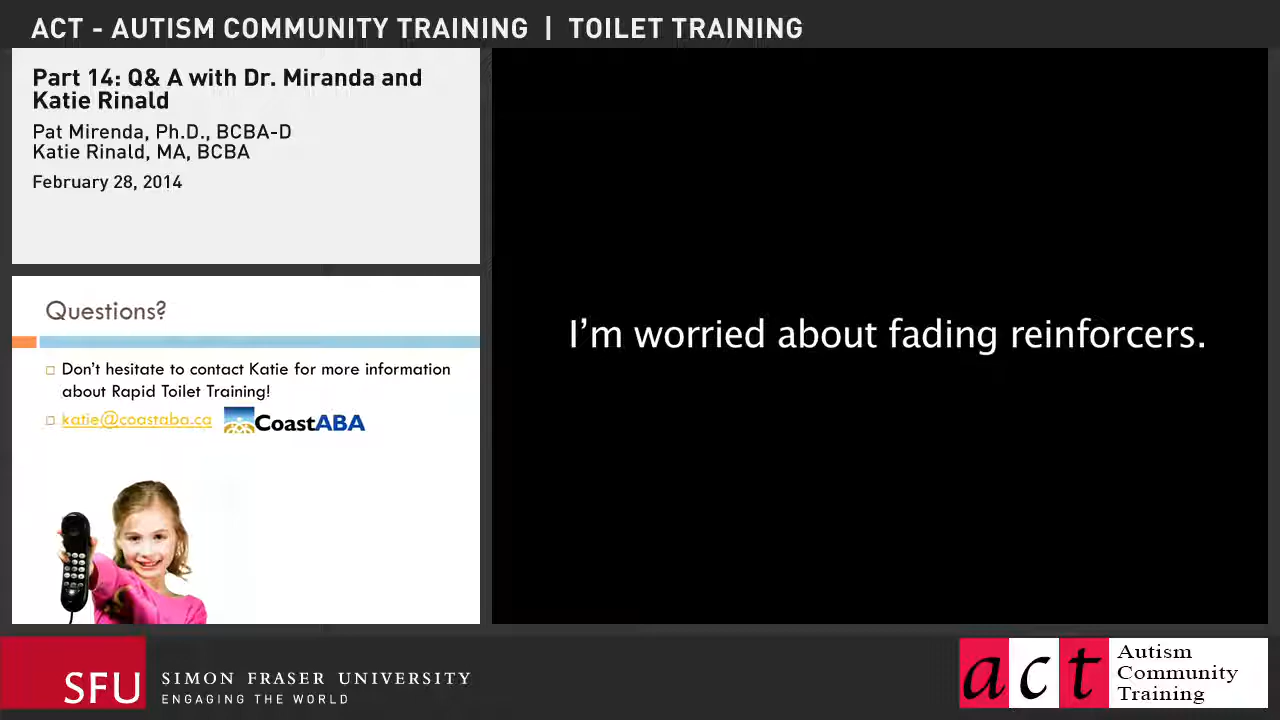 ACT - AUTISM COMMUNITY TRAINING | TOILET TRAINING
Part 14: Q& A with Dr. Miranda and
Katie Rinald
Pat Mirenda, Ph.D., BCBA-D
Katie Rinald, MA, BCBA
February 28, 2014
Questions?
Don't hesitate to contact Katie for more information
about Rapid Toilet Training!
katie@coastaba.ca CoastABA
I'm worried about fading reinforcers.
SFU SIMON FRASER UNIVERSITY
ENGAGING THE WORLD
act Autism
Community
Training